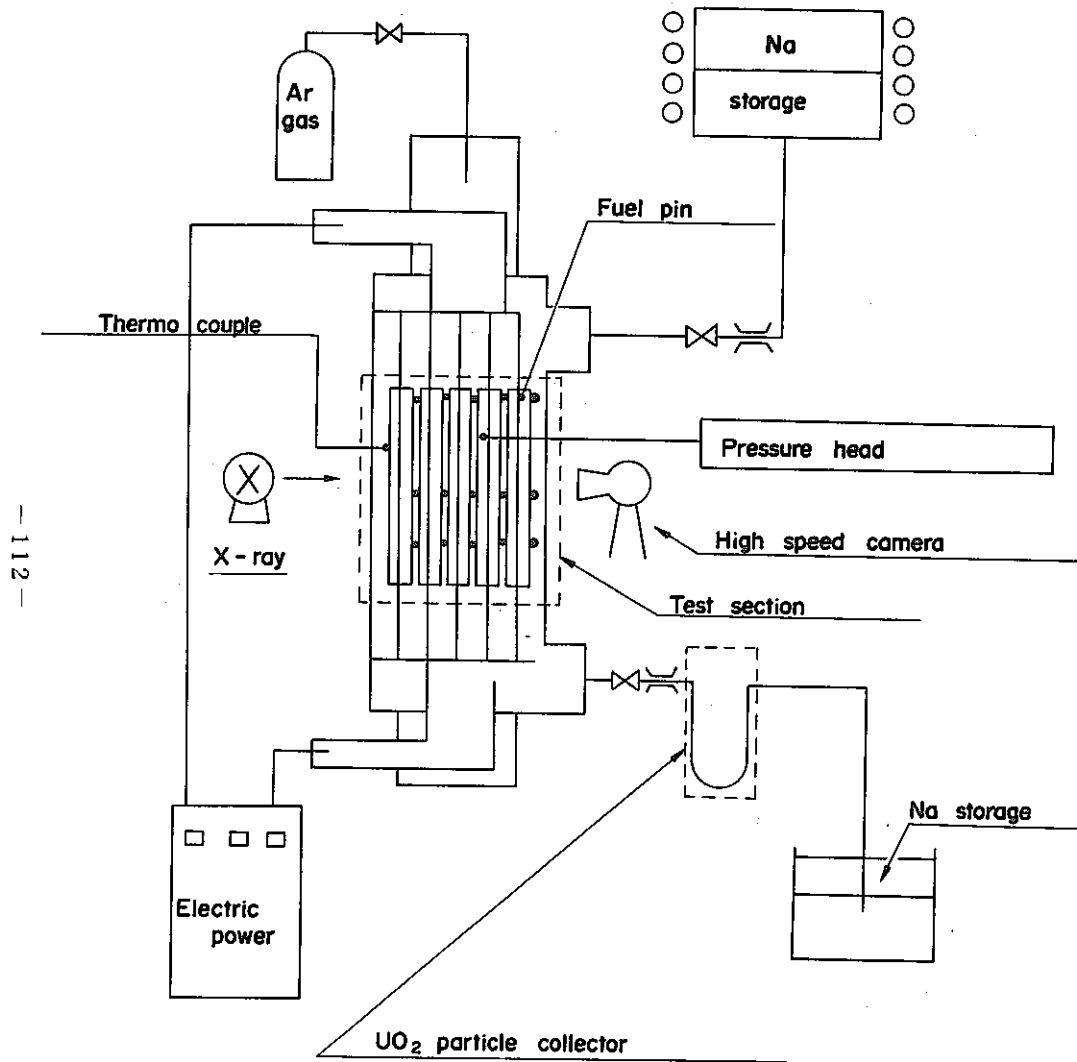 Ar
gas
Na
storage
Fuel pin
Thermo couple
Pressure head
X
X-ray
High speed camera
Test section
-112-
Na storage
Electric
power
UO₂ particle collector